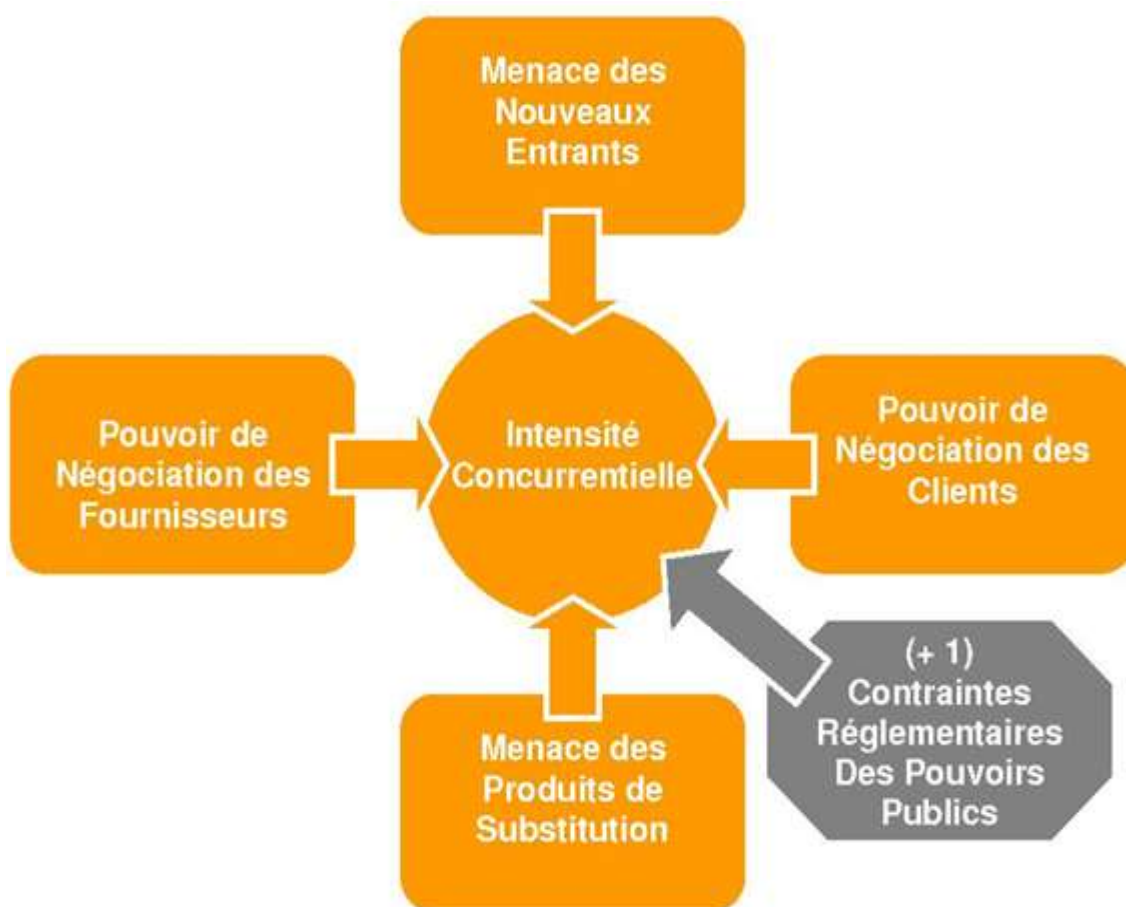 Menace des
Nouveaux
Entrants
Pouvoir de
Négociation des
Fournisseurs
Intensité
Concurrentielle
Pouvoir de
Négociation des
Clients
Menace des
Produits de
Substitution
(+ 1)
Contraintes
Réglementaires
Des Pouvoirs
Publics